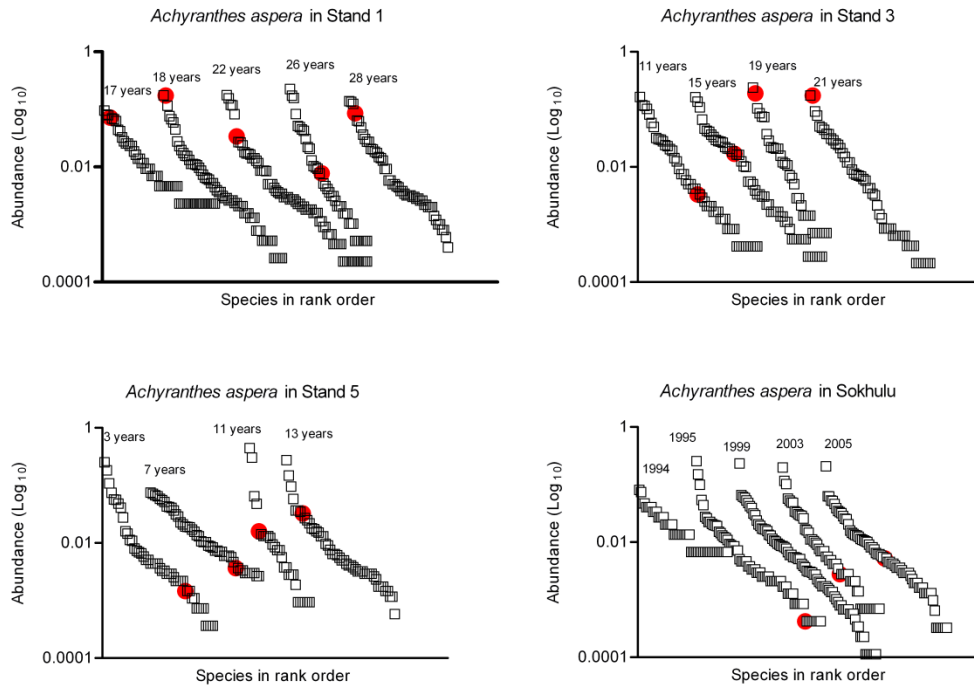 Achyranthes aspera in Stand 1
Abundance (Log10)
1
0.01
0.0001
17 years
18 years
22 years
26 years
28 years
Species in rank order
Achyranthes aspera in Stand 3
Abundance (Log10)
1
0.01
0.0001
11 years
15 years
19 years
21 years
Species in rank order
Achyranthes aspera in Stand 5
Abundance (Log10)
1
0.01
0.0001
3 years
7 years
11 years
13 years
Species in rank order
Achyranthes aspera in Sokhulu
Abundance (Log10)
1
0.01
0.0001
1994
1995
1999
2003
2005
Species in rank order